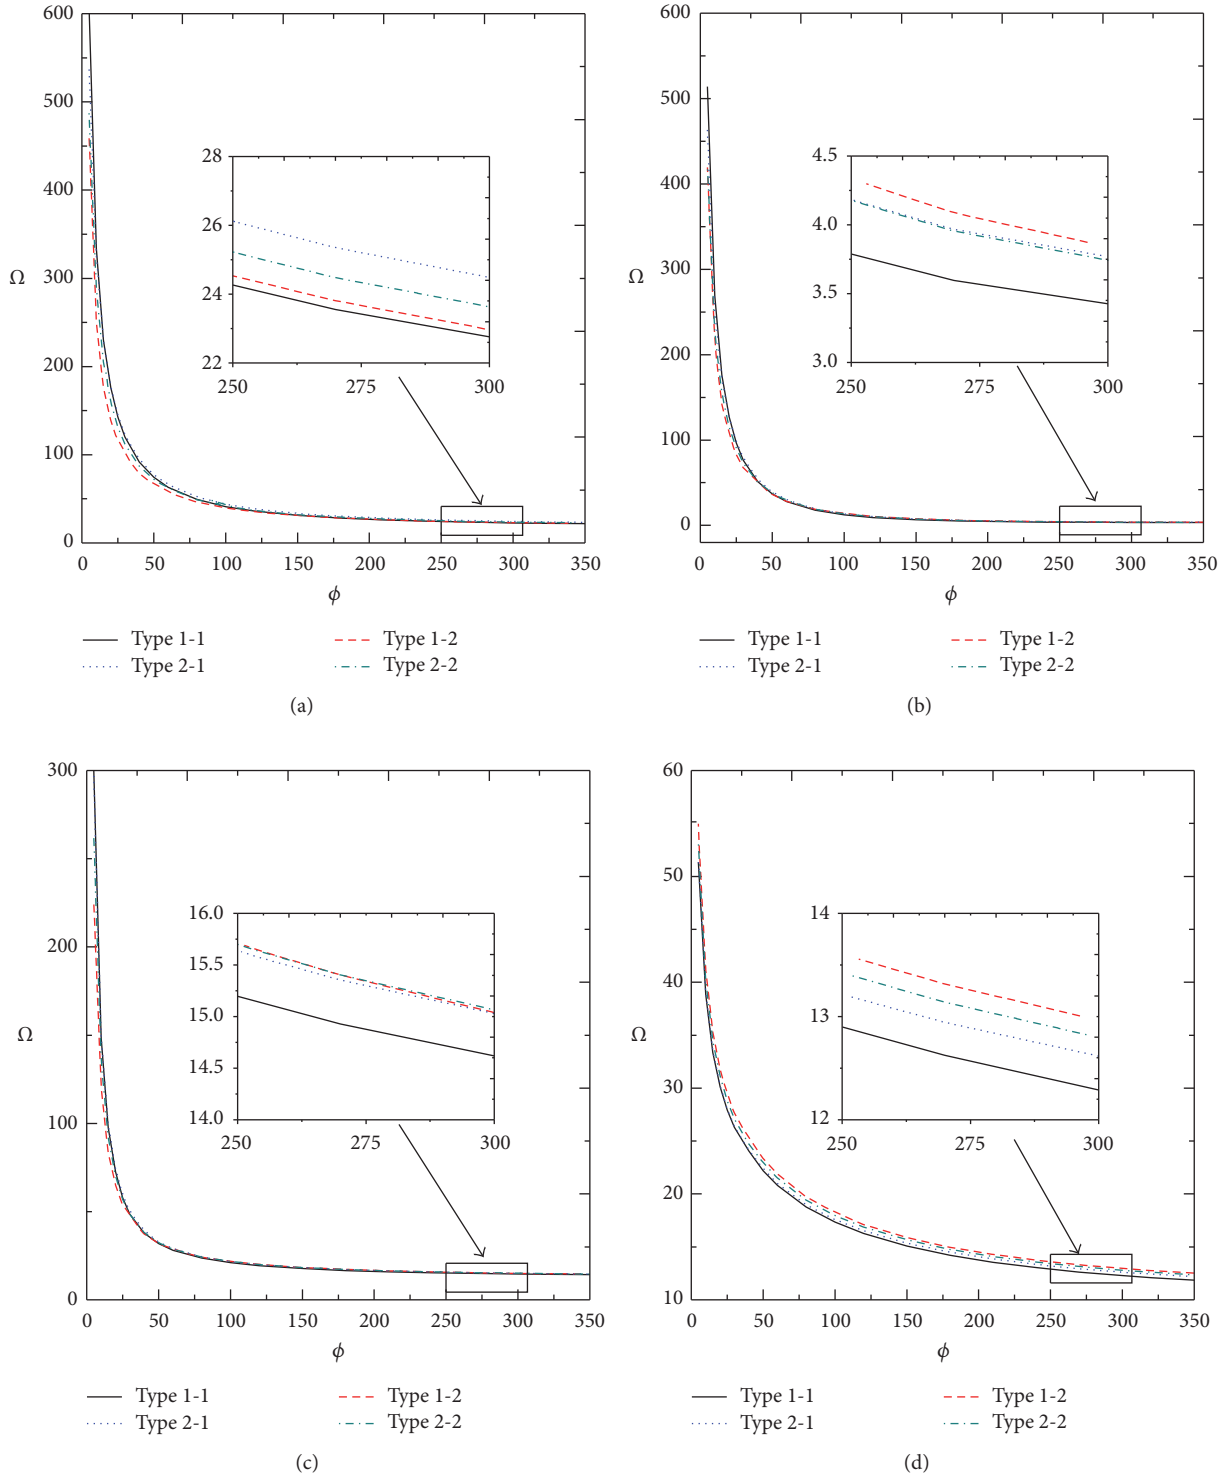 600
500
400
300
200
100
0
Ω
28
26
24
22
250
275
300
0 50 100 150 200 250 300 350
ϕ
Type 1-1
Type 2-1
Type 1-2
Type 2-2
(a)
600
500
400
300
200
100
0
Ω
4.5
4.0
3.5
3.0
250
275
300
0 50 100 150 200 250 300 350
ϕ
Type 1-1
Type 2-1
Type 1-2
Type 2-2
(b)
300
200
100
0
Ω
16.0
15.5
15.0
14.5
14.0
250
275
300
0 50 100 150 200 250 300 350
ϕ
Type 1-1
Type 2-1
Type 1-2
Type 2-2
(c)
60
50
40
30
20
10
Ω
14
13
12
250
275
300
0 50 100 150 200 250 300 350
ϕ
Type 1-1
Type 2-1
Type 1-2
Type 2-2
(d)